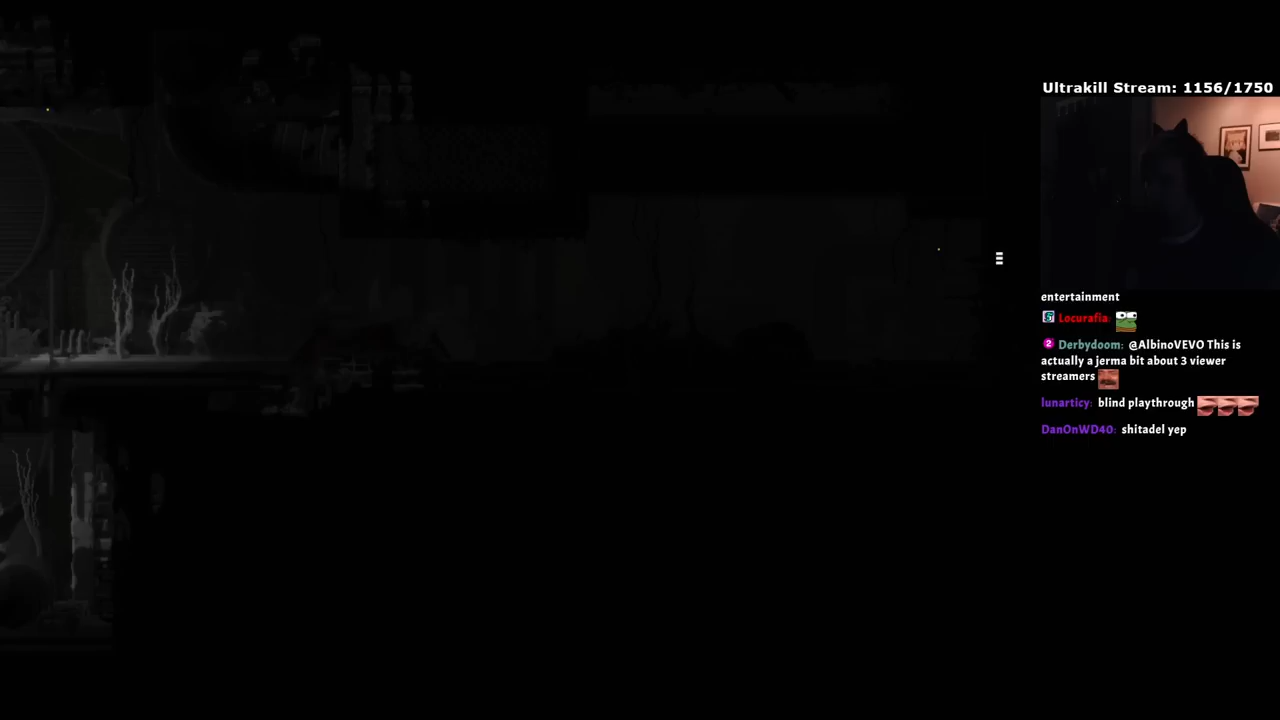 Ultrakill Stream: 1156/1750
entertainment
Locurafia:
2 Derbydoom: @AlbinoVEVO This is
actually a jerma bit about 3 viewer
streamers
lunarticy: blind playthrough
DanOnWD40: shitadel yep